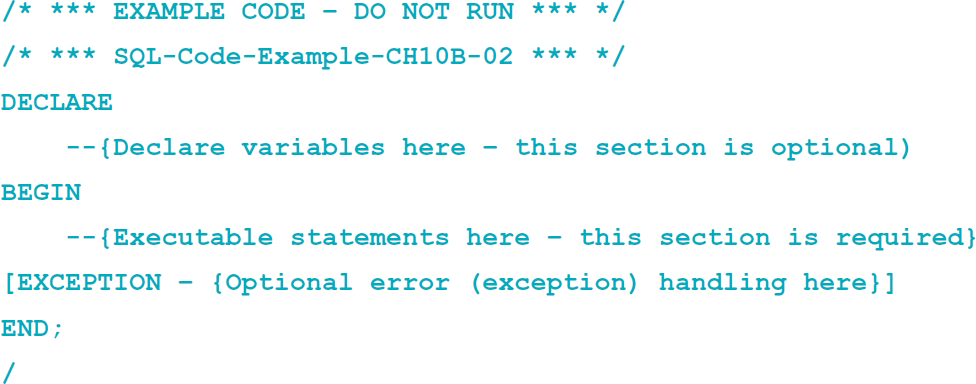 /* *** EXAMPLE CODE – DO NOT RUN *** */
/* *** SQL-Code-Example-CH10B-02 *** */
DECLARE
    --{Declare variables here – this section is optional)
BEGIN
    --{Executable statements here – this section is required}
[EXCEPTION – {Optional error (exception) handling here}]
END;
/